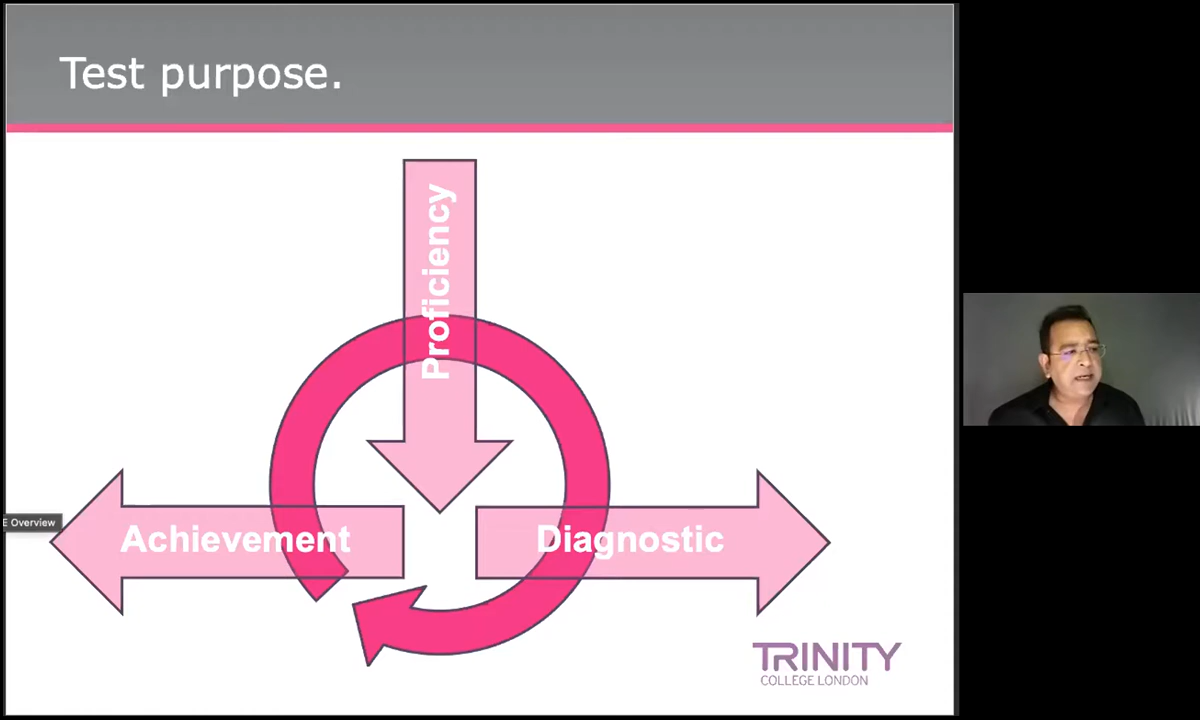 Test purpose.
Proficiency
E Overview
Achievement
Diagnostic
TRINITY
COLLEGE LONDON